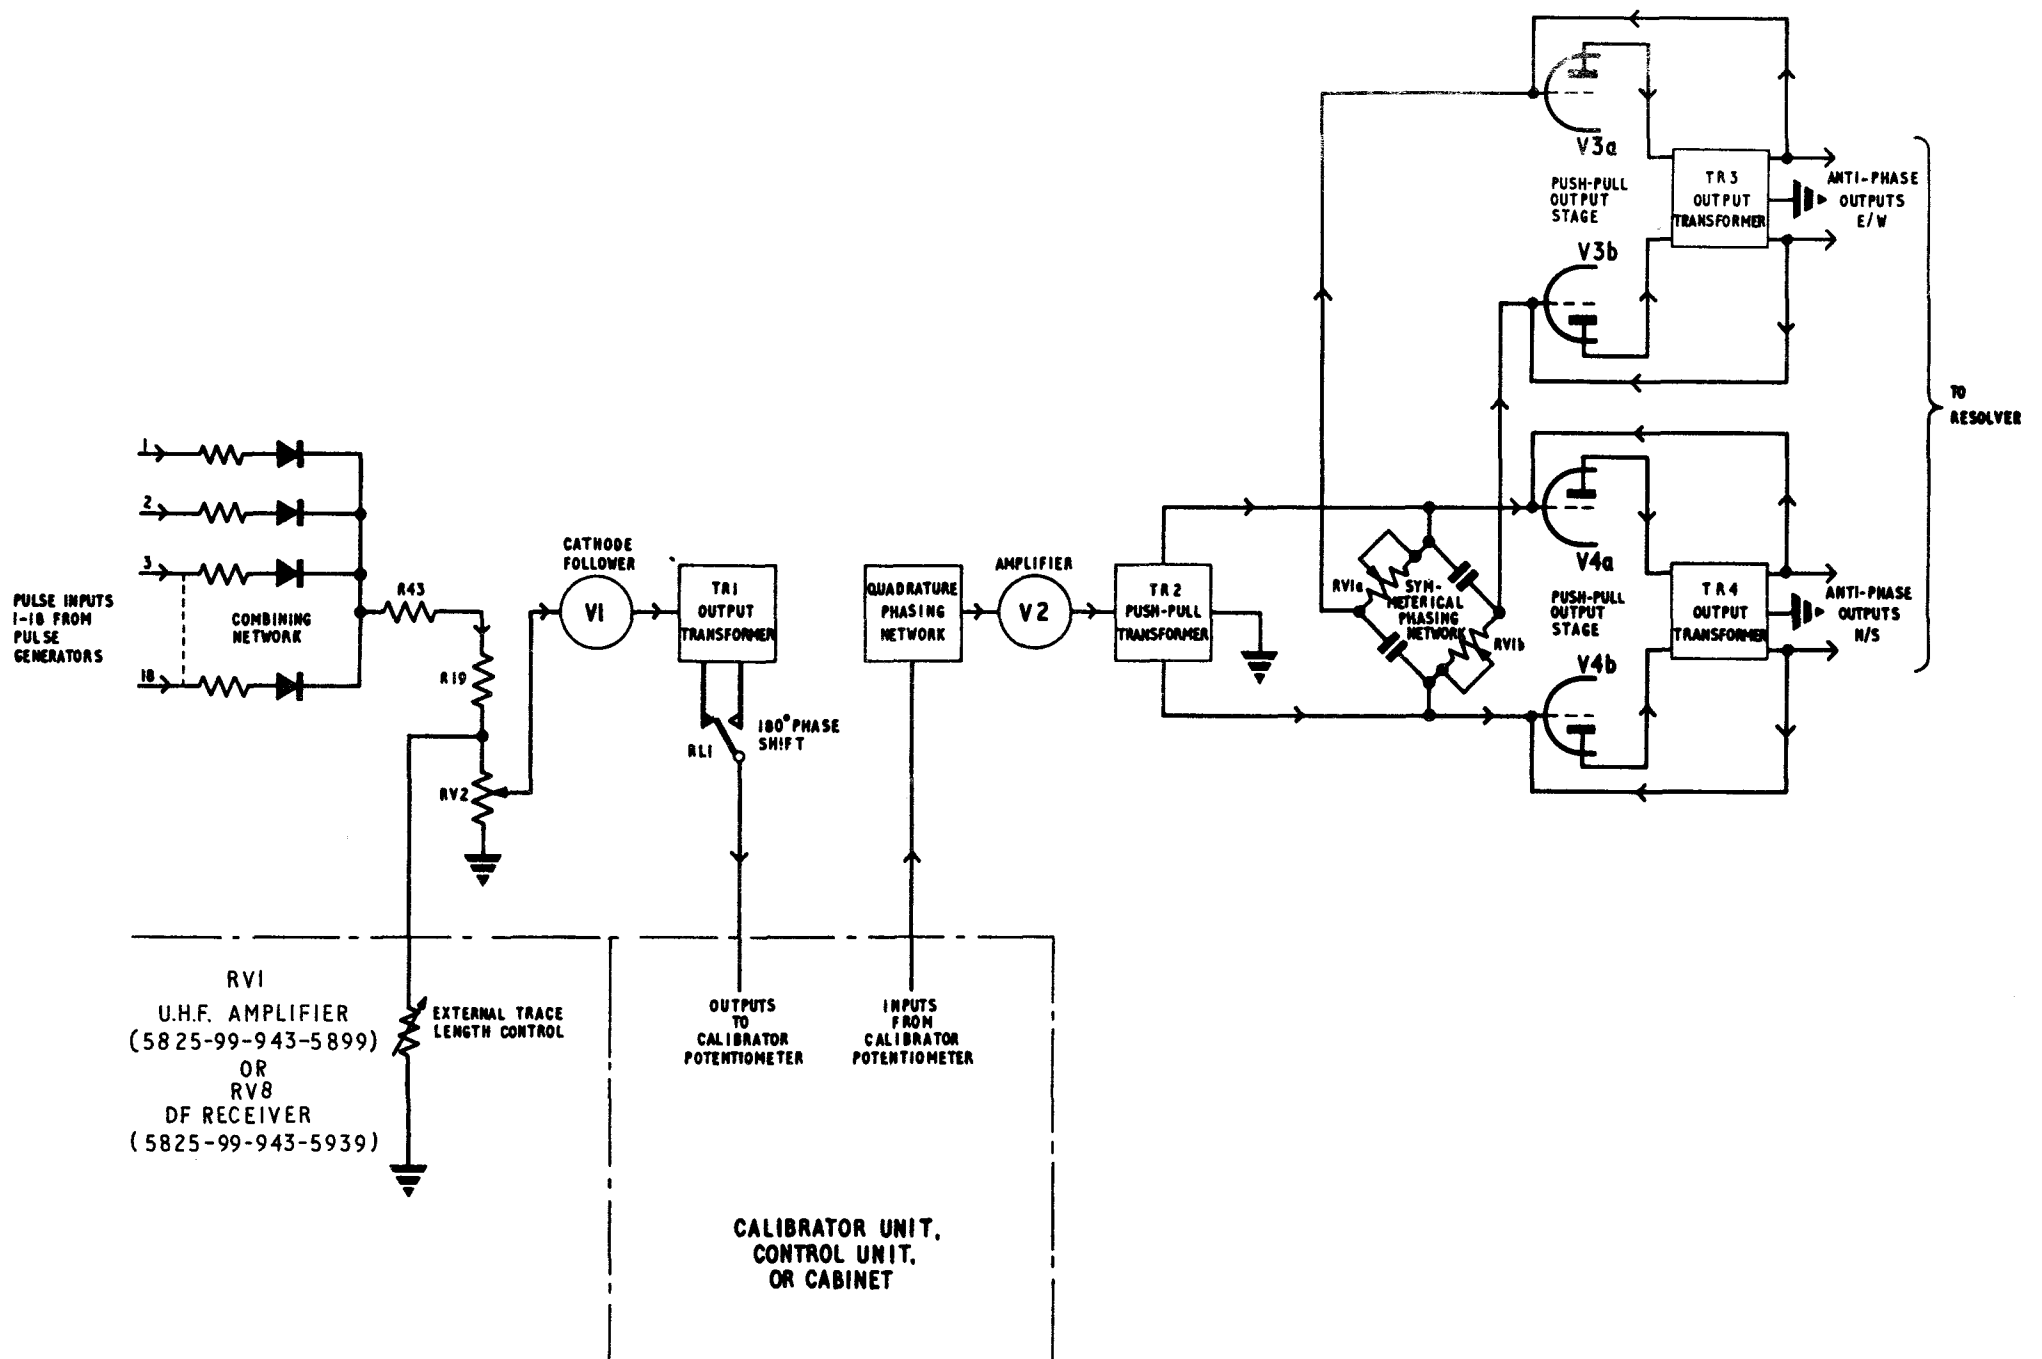 V3a
PUSH-PULL
OUTPUT
STAGE
V3b
TR3
OUTPUT
TRANSFORMER
ANTI-PHASE
OUTPUTS
E/W
TO
RESOLVER
1
2
3
18
PULSE INPUTS
1-18 FROM
PULSE
GENERATORS
COMBINING
NETWORK
R43
R19
RV2
CATHODE
FOLLOWER
V1
TR1
OUTPUT
TRANSFORMER
RL1
180° PHASE
SHIFT
QUADRATURE
PHASING
NETWORK
AMPLIFIER
V2
TR2
PUSH-PULL
TRANSFORMER
RV1a
SYM-
METERICAL
PHASING
NETWORK
RV1b
V4a
PUSH-PULL
OUTPUT
STAGE
V4b
TR4
OUTPUT
TRANSFORMER
ANTI-PHASE
OUTPUTS
N/S
RV1
U.H.F. AMPLIFIER
(5825-99-943-5899)
OR
RV8
DF RECEIVER
(5825-99-943-5939)
EXTERNAL TRACE
LENGTH CONTROL
OUTPUTS
TO
CALIBRATOR
POTENTIOMETER
INPUTS
FROM
CALIBRATOR
POTENTIOMETER
CALIBRATOR UNIT,
CONTROL UNIT,
OR CABINET